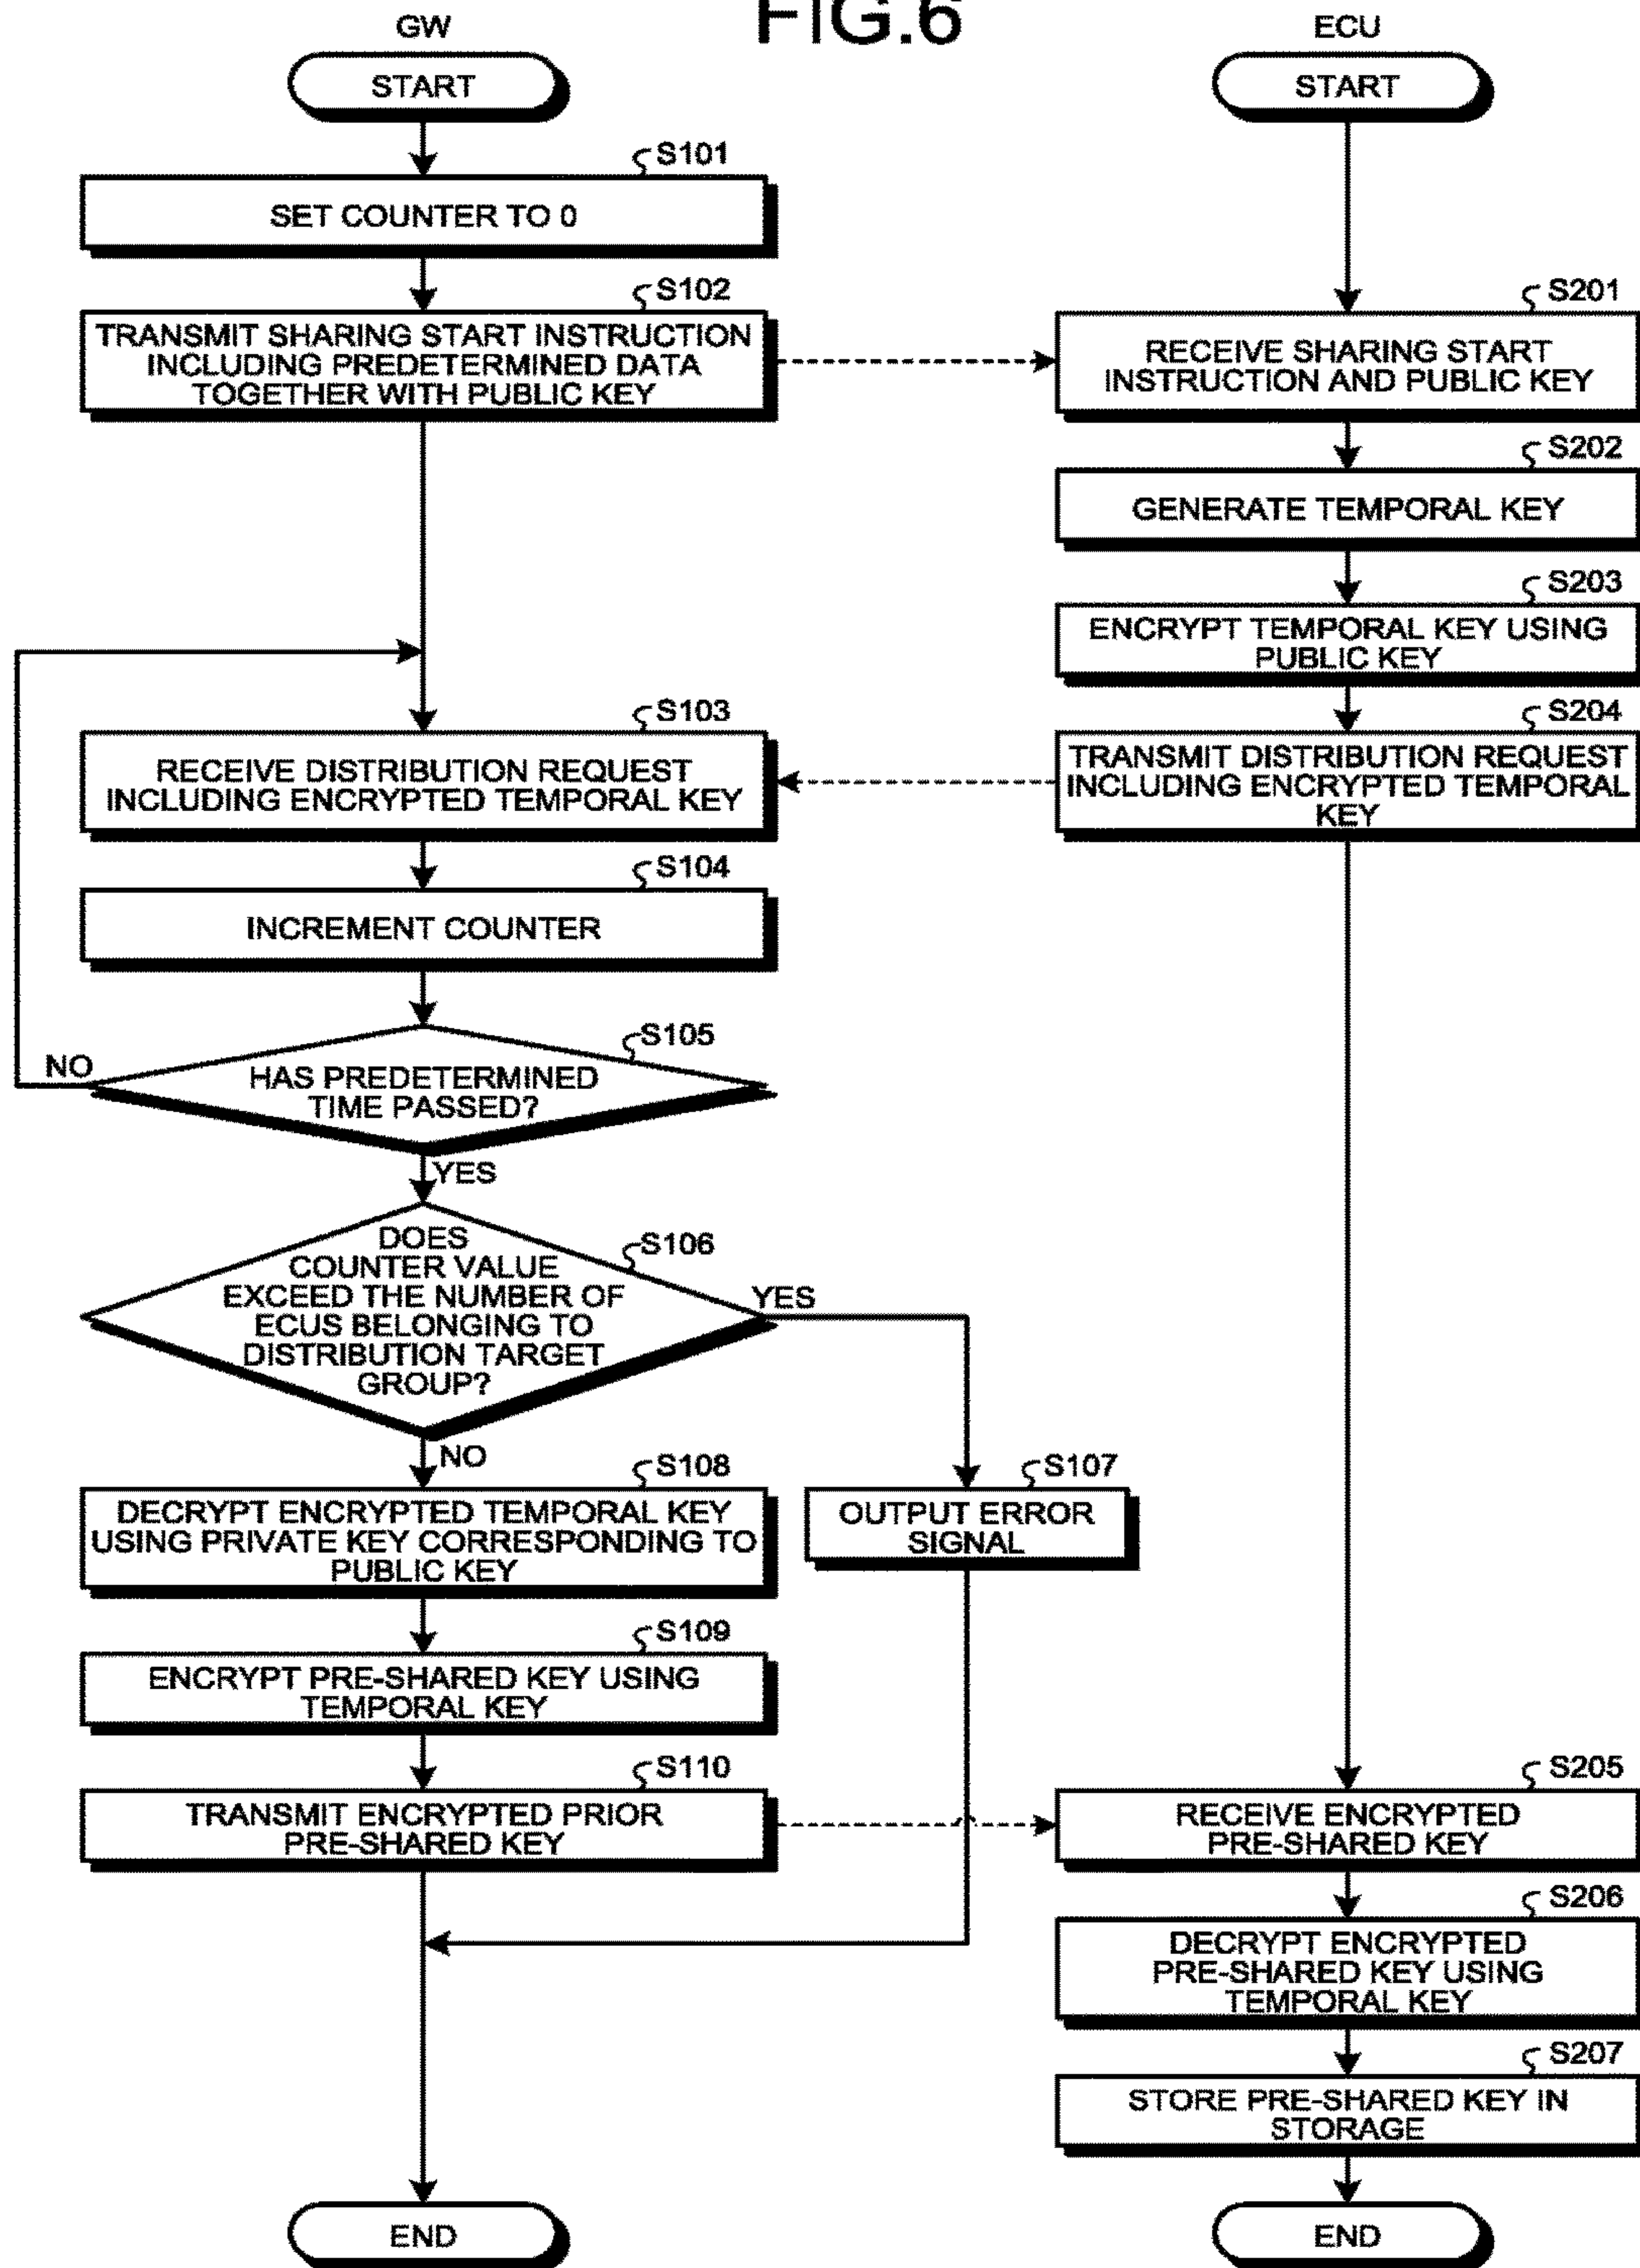 FIG.6
GW
START
S101
SET COUNTER TO 0
S102
TRANSMIT SHARING START INSTRUCTION
INCLUDING PREDETERMINED DATA
TOGETHER WITH PUBLIC KEY
S103
RECEIVE DISTRIBUTION REQUEST
INCLUDING ENCRYPTED TEMPORAL KEY
S104
INCREMENT COUNTER
S105
NO
HAS PREDETERMINED
TIME PASSED?
YES
S106
DOES
COUNTER VALUE
EXCEED THE NUMBER OF
ECUS BELONGING TO
DISTRIBUTION TARGET
GROUP?
YES
NO
S107
OUTPUT ERROR
SIGNAL
S108
DECRYPT ENCRYPTED TEMPORAL KEY
USING PRIVATE KEY CORRESPONDING TO
PUBLIC KEY
S109
ENCRYPT PRE-SHARED KEY USING
TEMPORAL KEY
S110
TRANSMIT ENCRYPTED PRIOR
PRE-SHARED KEY
END
ECU
START
S201
RECEIVE SHARING START
INSTRUCTION AND PUBLIC KEY
S202
GENERATE TEMPORAL KEY
S203
ENCRYPT TEMPORAL KEY USING
PUBLIC KEY
S204
TRANSMIT DISTRIBUTION REQUEST
INCLUDING ENCRYPTED TEMPORAL
KEY
S205
RECEIVE ENCRYPTED
PRE-SHARED KEY
S206
DECRYPT ENCRYPTED
PRE-SHARED KEY USING
TEMPORAL KEY
S207
STORE PRE-SHARED KEY IN
STORAGE
END